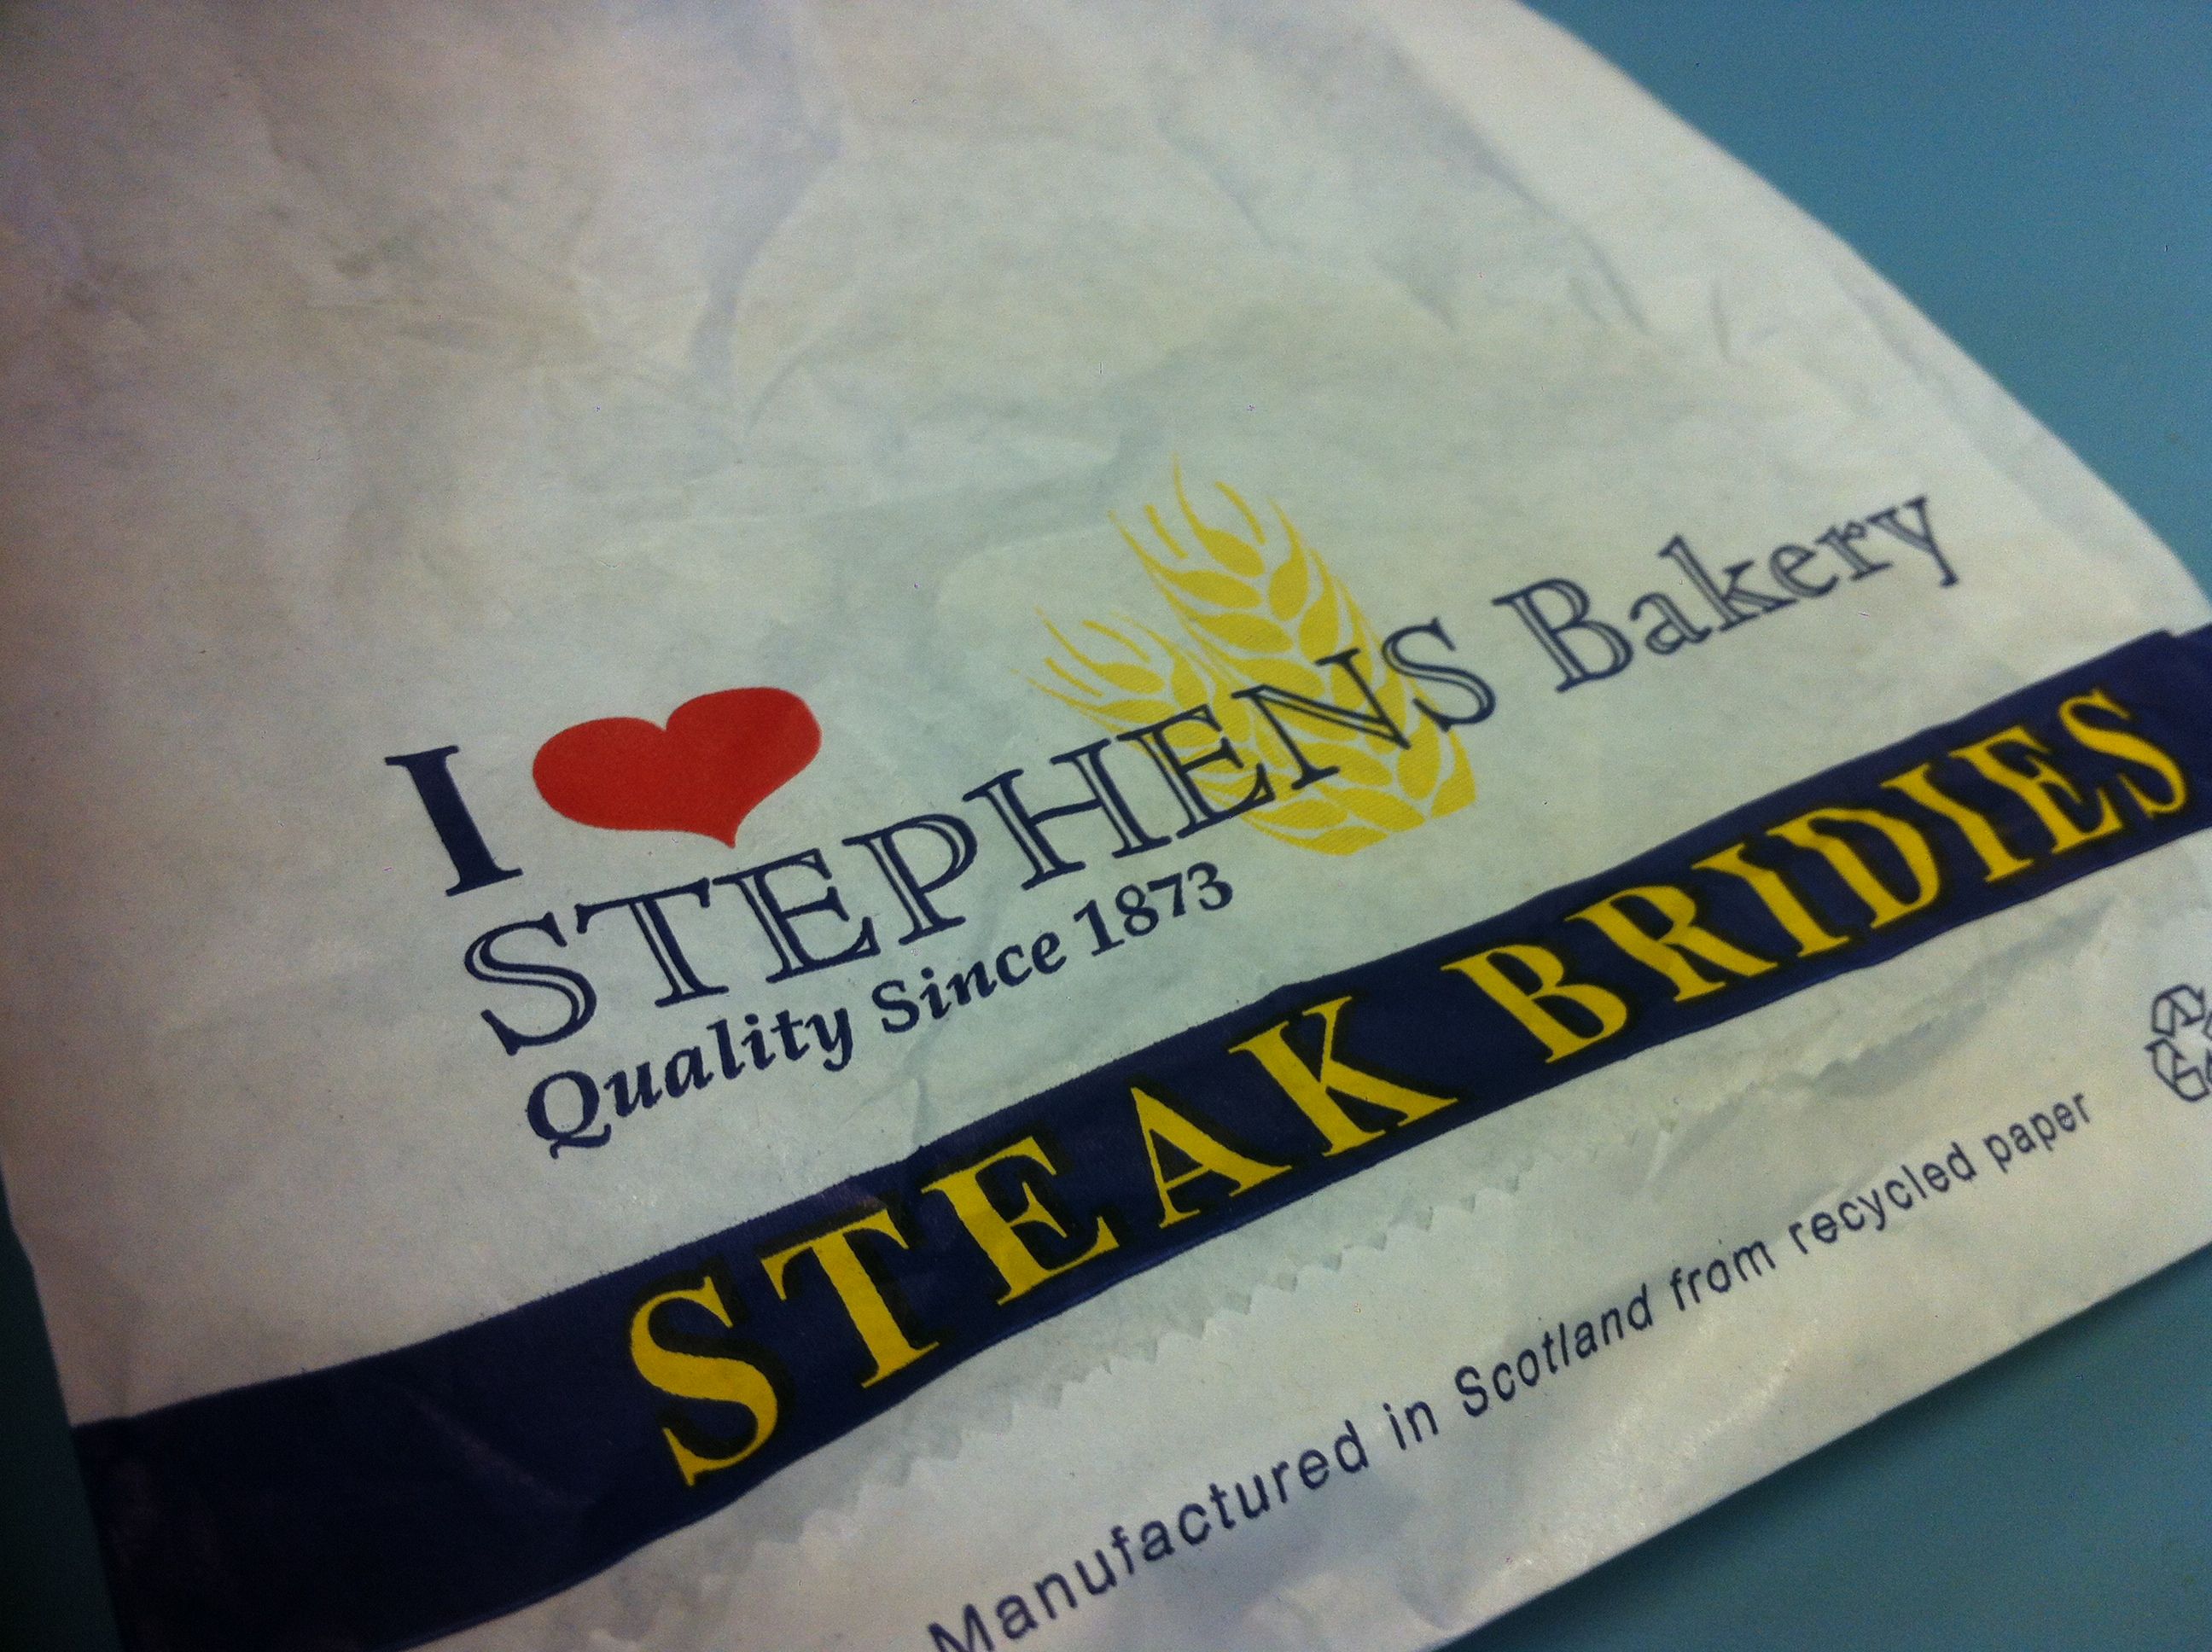 I
STEPHENS Bakery
Quality Since 1873
STEAK BRIDIES
Manufactured in Scotland from recycled paper